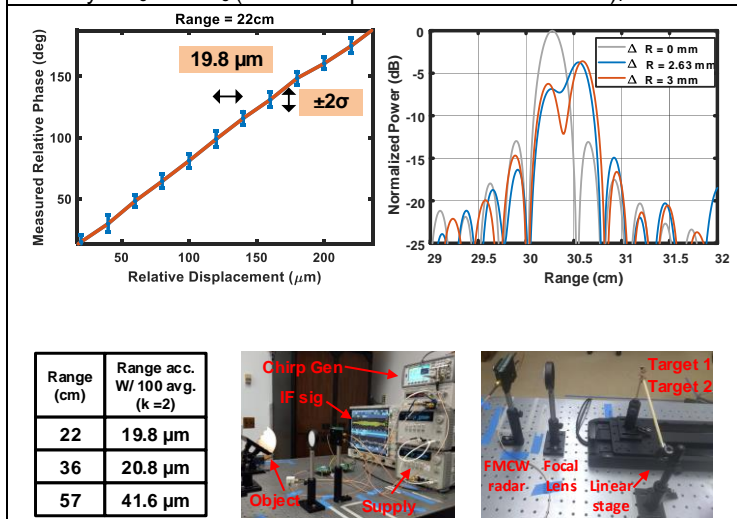 Range = 22cm
19.8 µm
±2σ
Measured Relative Phase (deg)
150
100
50
50
100
150
200
Relative Displacement (μm)
Δ R = 0 mm
Δ R = 2.63 mm
Δ R = 3 mm
Normalized Power (dB)
0
-5
-10
-15
-20
-25
29
29.5
30
30.5
31
31.5
32
Range (cm)
Range (cm)
Range acc. W/ 100 avg. (k =2)
22
19.8 µm
36
20.8 µm
57
41.6 µm
Chirp Gen
IF sig
Object
Supply
Target 1
Target 2
FMCW radar
Focal Lens
Linear stage